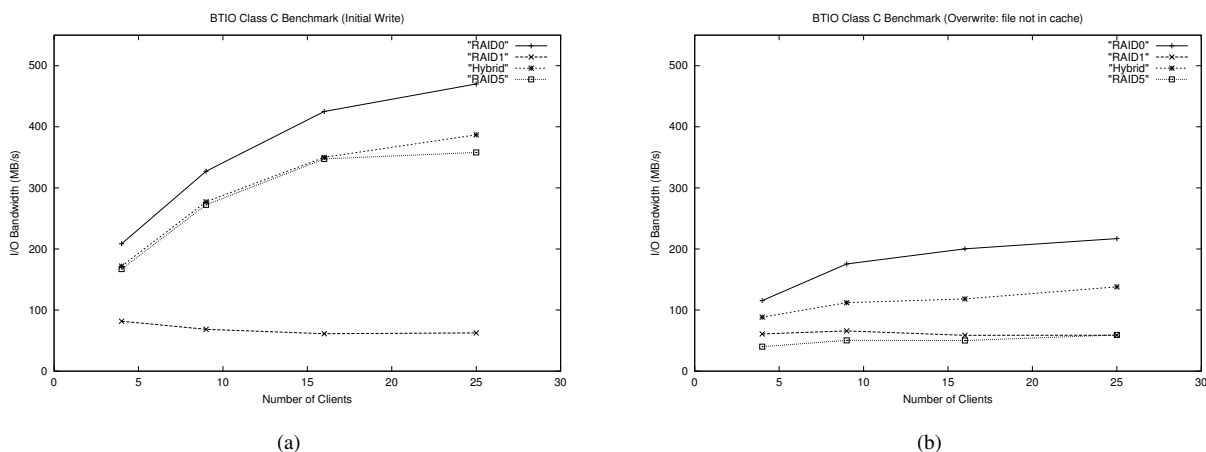 BTIO Class C Benchmark (Initial Write)
"RAID0"
"RAID1"
"Hybrid"
"RAID5"
I/O Bandwidth (MB/s)
500
400
300
200
100
0
0 5 10 15 20 25 30
Number of Clients
(a)
BTIO Class C Benchmark (Overwrite: file not in cache)
"RAID0"
"RAID1"
"Hybrid"
"RAID5"
I/O Bandwidth (MB/s)
500
400
300
200
100
0
0 5 10 15 20 25 30
Number of Clients
(b)